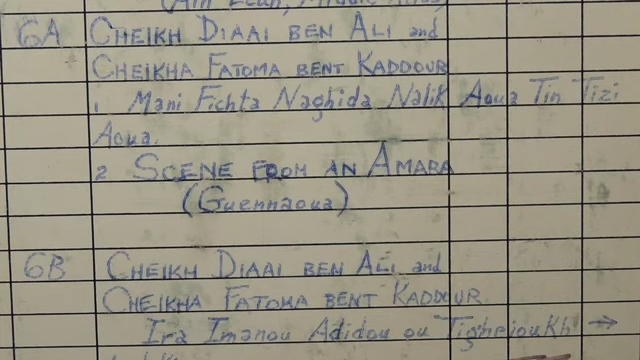 6A CHEIKH DIAAI BEN ALI and
CHEIKHA FATOMA BENT KADDOUR
1 Mani Fichta Naghida Nalik Aoua Tin Tizi
Aoua.
2 SCENE FROM AN AMARA
(Guennaoua)
6B CHEIKH DIAAI BEN ALI and
CHEIKHA FATOMA BENT KADDOUR
Ira Imanou Adidou ou Tigheioukh →